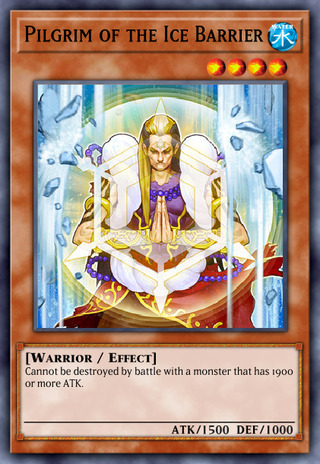 Pilgrim of the Ice Barrier
WATER
水
[Warrior / Effect]
Cannot be destroyed by battle with a monster that has 1900
or more ATK.
ATK/1500 DEF/1000